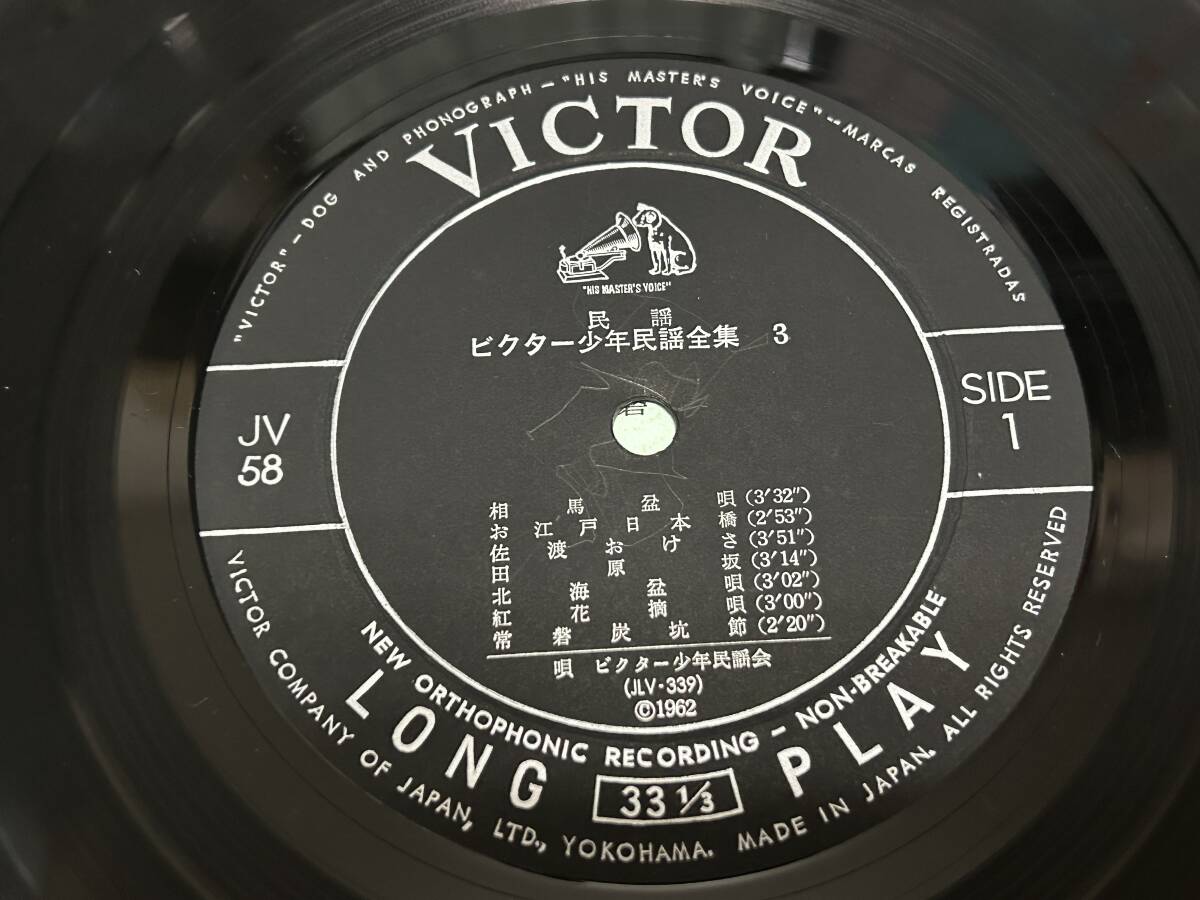 "VICTOR" – DOG AND PHONOGRAPH – "HIS MASTER'S VOICE" -- MARCAS REGISTRADAS
VICTOR
"HIS MASTER'S VOICE"
民謡
ビクター少年民謡全集 3
JV
58
SIDE
1
相馬盆唄 (3′32″)
お江戸日本橋 (2′53″)
佐渡おけさ (3′51″)
田原坂 (3′14″)
北海盆唄 (3′02″)
紅花摘唄 (3′00″)
常磐炭坑節 (2′20″)
唄 ビクター少年民謡会
(JLV-339)
©1962
NEW ORTHOPHONIC RECORDING – NON-BREAKABLE
LONG 33 1/3 PLAY
VICTOR COMPANY OF JAPAN, LTD., YOKOHAMA. MADE IN JAPAN. ALL RIGHTS RESERVED